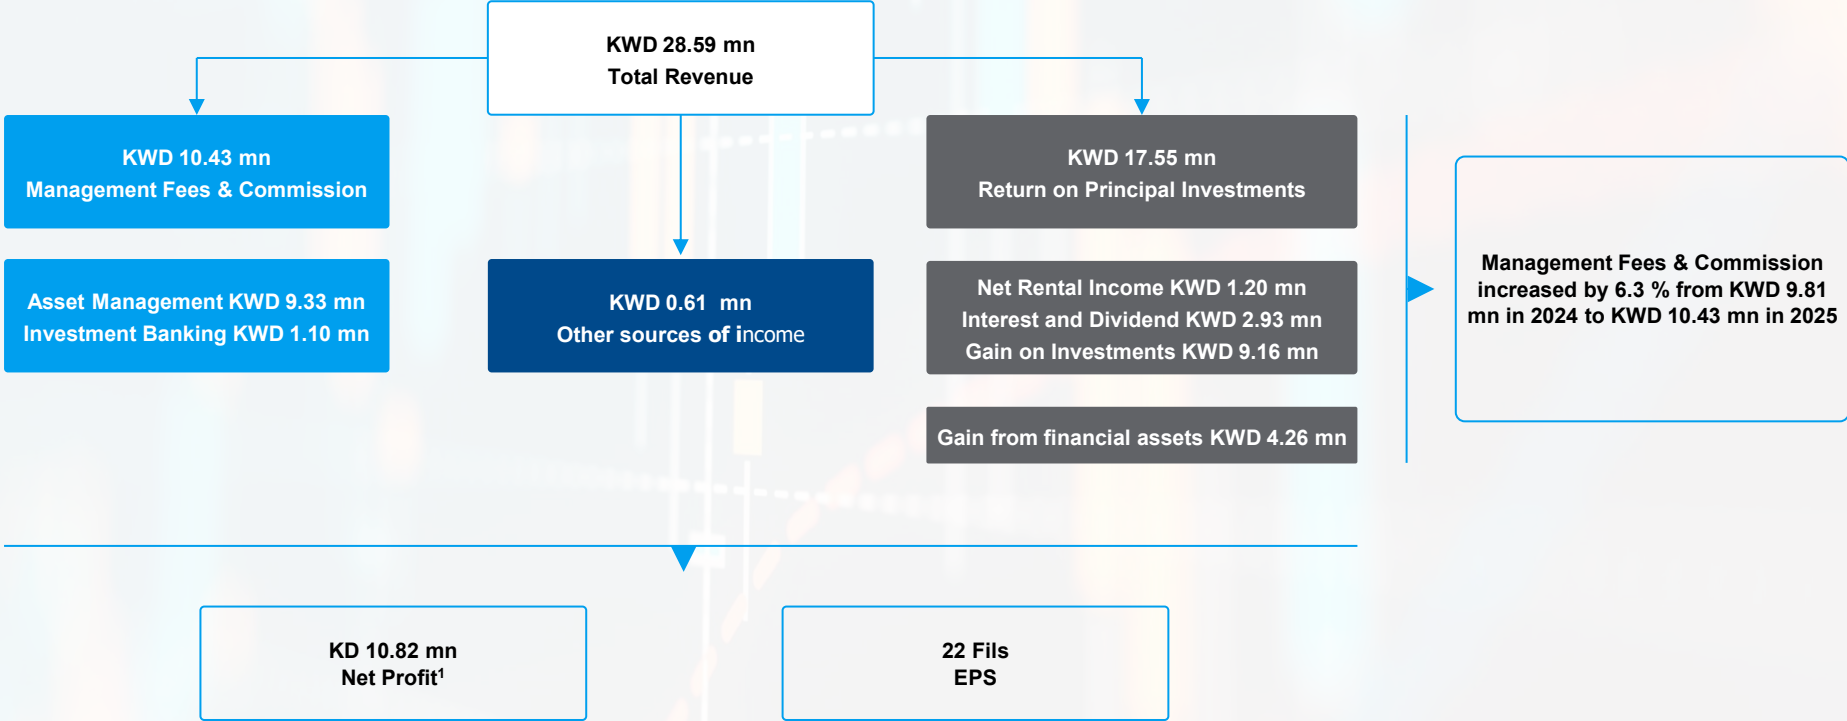 KWD 28.59 mn
Total Revenue
KWD 10.43 mn
Management Fees & Commission
Asset Management KWD 9.33 mn
Investment Banking KWD 1.10 mn
KWD 0.61 mn
Other sources of income
KWD 17.55 mn
Return on Principal Investments
Net Rental Income KWD 1.20 mn
Interest and Dividend KWD 2.93 mn
Gain on Investments KWD 9.16 mn
Gain from financial assets KWD 4.26 mn
Management Fees & Commission
increased by 6.3 % from KWD 9.81
mn in 2024 to KWD 10.43 mn in 2025
KD 10.82 mn
Net Profit¹
22 Fils
EPS